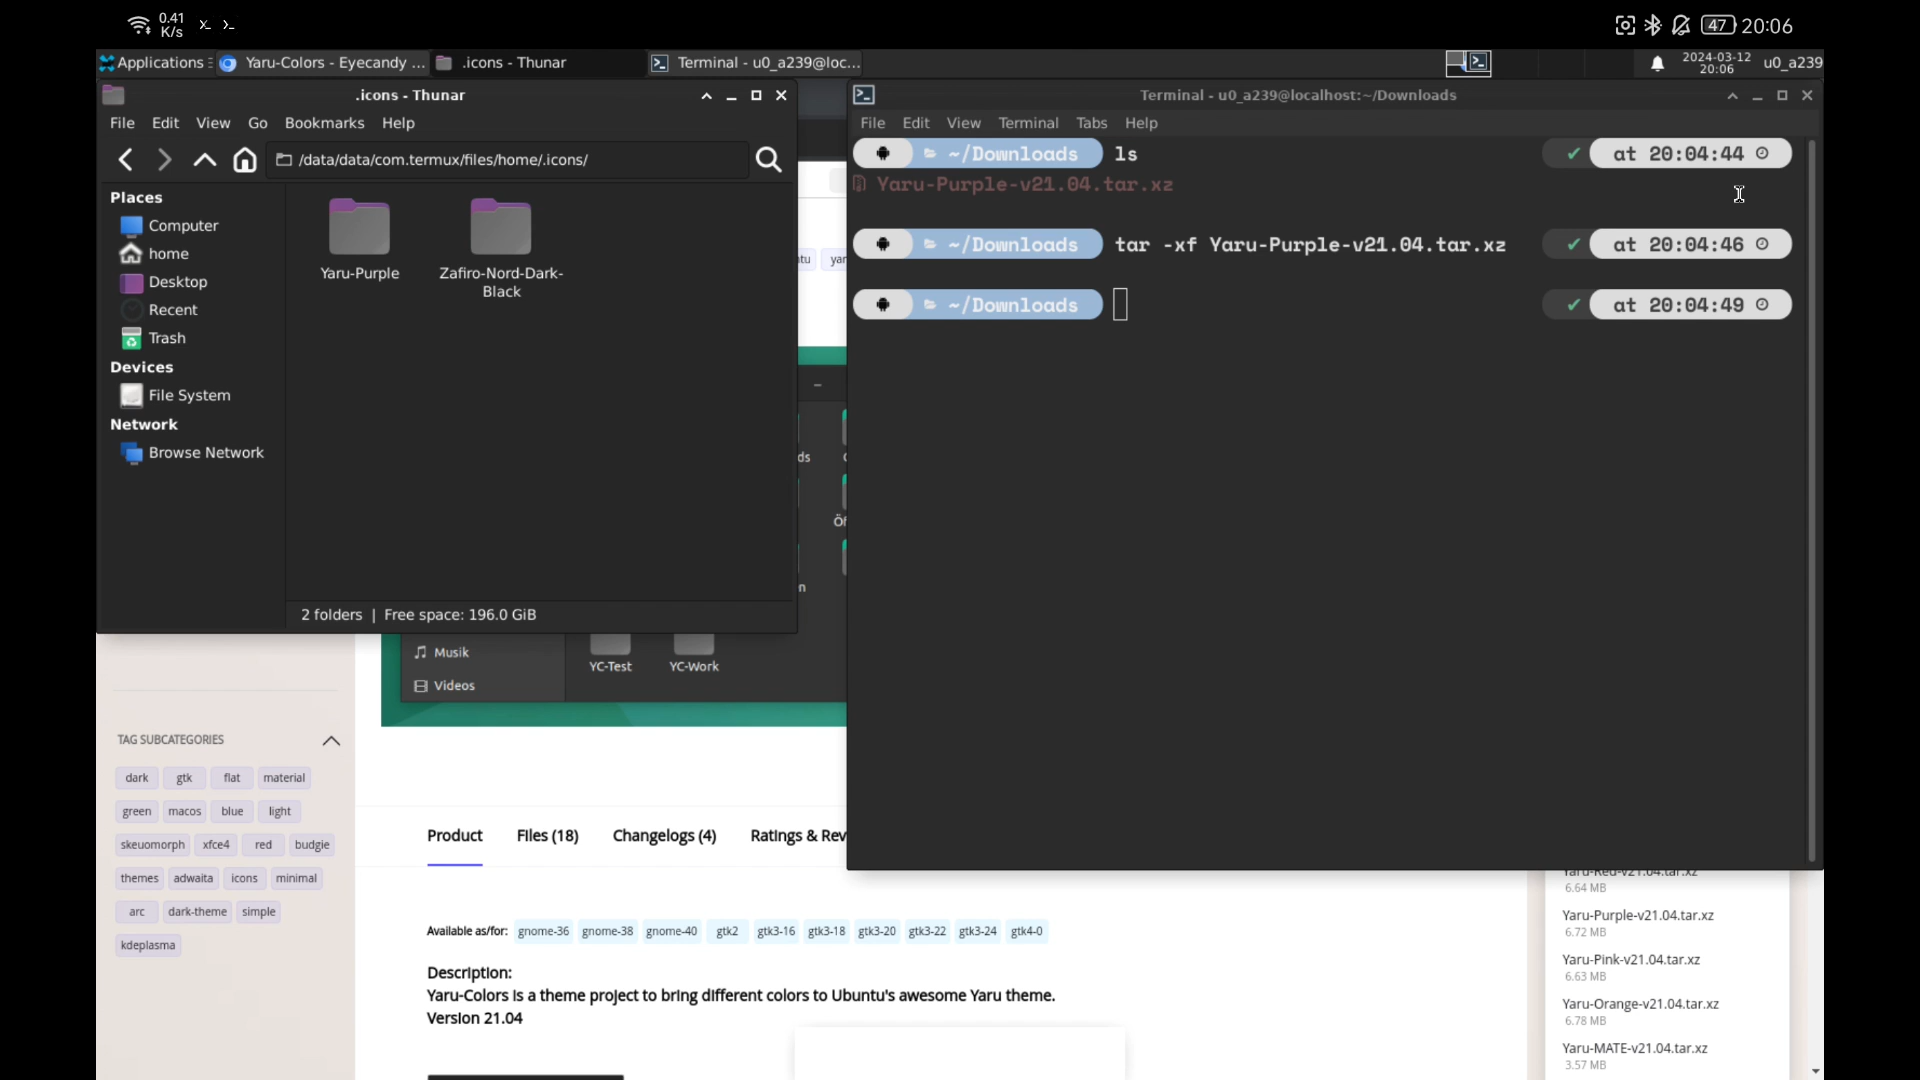 0.41
K/s
47 20:06
Applications
Yaru-Colors - Eyecandy ...
.icons - Thunar
Terminal - u0_a239@loc...
2024-03-12
20:06
u0_a239
.icons - Thunar
File Edit View Go Bookmarks Help
/data/data/com.termux/files/home/.icons/
Places
Computer
home
Desktop
Recent
Trash
Devices
File System
Network
Browse Network
Yaru-Purple
Zafiro-Nord-Dark-
Black
2 folders | Free space: 196.0 GiB
Terminal - u0_a239@localhost:~/Downloads
File Edit View Terminal Tabs Help
~/Downloads ls ✔ at 20:04:44
Yaru-Purple-v21.04.tar.xz
~/Downloads tar -xf Yaru-Purple-v21.04.tar.xz ✔ at 20:04:46
~/Downloads ✔ at 20:04:49
Musik
Videos
YC-Test
YC-Work
TAG SUBCATEGORIES
dark gtk flat material
green macos blue light
skeuomorph xfce4 red budgie
themes adwaita icons minimal
arc dark-theme simple
kdeplasma
Product Files (18) Changelogs (4) Ratings & Rev
Available as/for: gnome-36 gnome-38 gnome-40 gtk2 gtk3-16 gtk3-18 gtk3-20 gtk3-22 gtk3-24 gtk4-0
Description:
Yaru-Colors is a theme project to bring different colors to Ubuntu's awesome Yaru theme.
Version 21.04
Yaru-Red-v21.04.tar.xz
6.64 MB
Yaru-Purple-v21.04.tar.xz
6.72 MB
Yaru-Pink-v21.04.tar.xz
6.63 MB
Yaru-Orange-v21.04.tar.xz
6.78 MB
Yaru-MATE-v21.04.tar.xz
3.57 MB